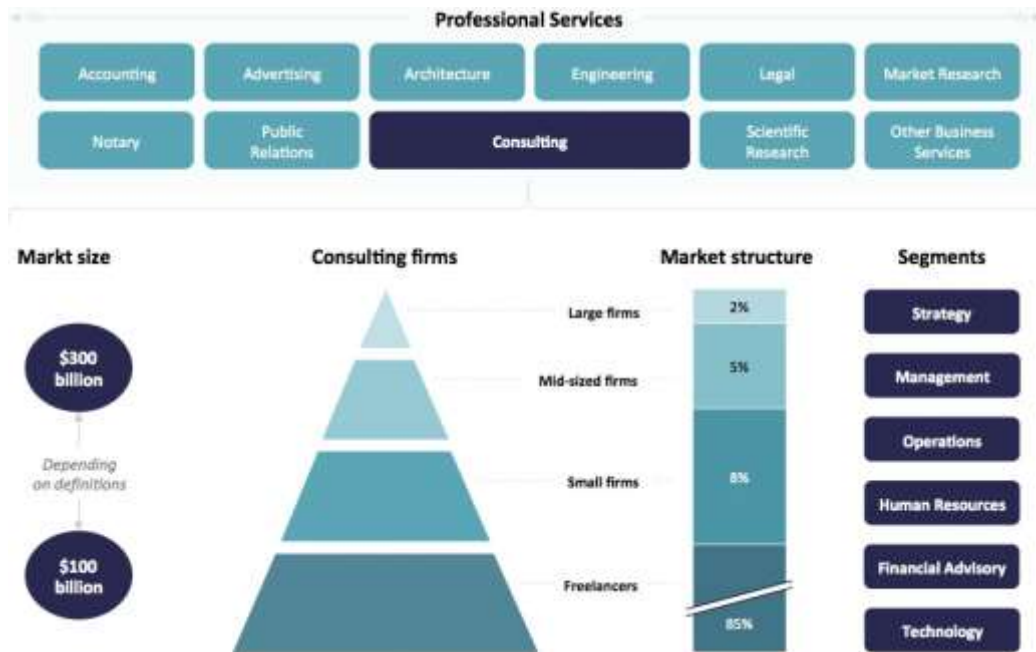 Professional Services
Accounting
Advertising
Architecture
Engineering
Legal
Market Research
Notary
Public
Relations
Consulting
Scientific
Research
Other Business
Services
Markt size
Consulting firms
Market structure
Segments
$300
billion
Depending
on definitions
$100
billion
Large firms
Mid-sized firms
Small firms
Freelancers
2%
5%
8%
85%
Strategy
Management
Operations
Human Resources
Financial Advisory
Technology